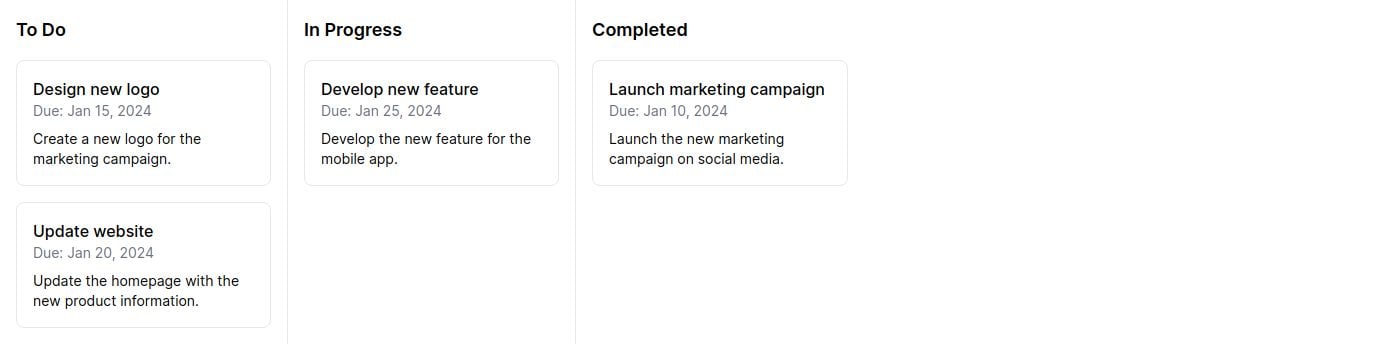 To Do
Design new logo
Due: Jan 15, 2024
Create a new logo for the
marketing campaign.
Update website
Due: Jan 20, 2024
Update the homepage with the
new product information.
In Progress
Develop new feature
Due: Jan 25, 2024
Develop the new feature for the
mobile app.
Completed
Launch marketing campaign
Due: Jan 10, 2024
Launch the new marketing
campaign on social media.